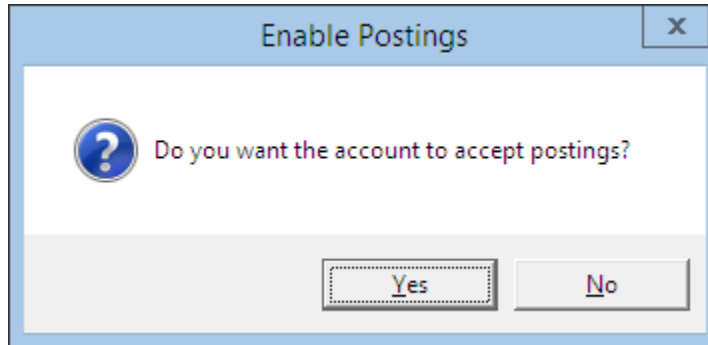 Enable Postings
x
?
Do you want the account to accept postings?
Yes
No